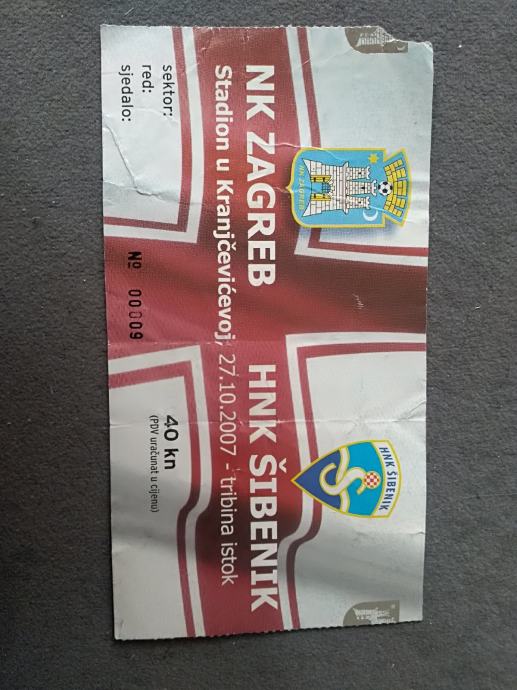 NK ZAGREB
HNK ŠIBENIK
NK ZAGREB HNK ŠIBENIK
Stadion u Kranjčevićevoj, 27.10.2007 - tribina istok
sektor:
red:
sjedalo:
№ 00009
40 kn
(PDV uračunat u cijenu)